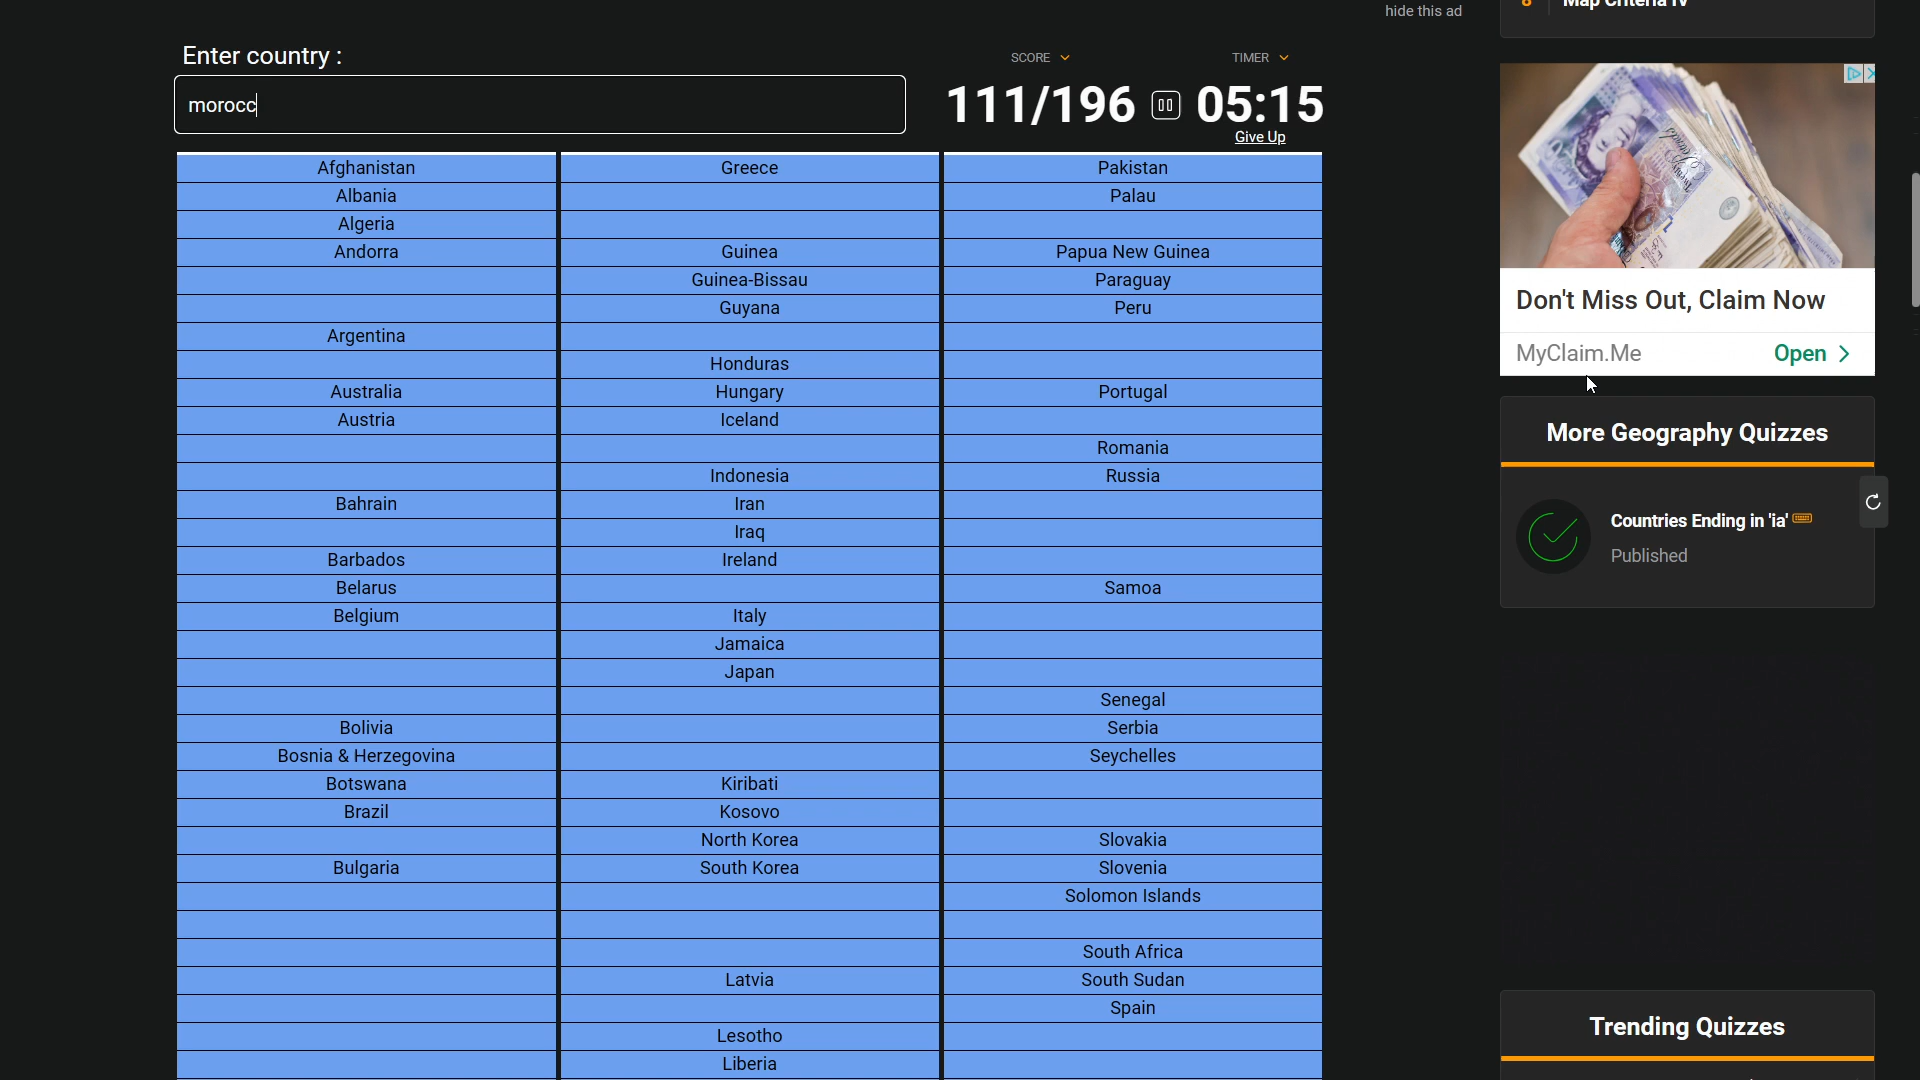 hide this ad
Enter country :
morocc
SCORE
TIMER
111/196
05:15
Give Up
Afghanistan
Albania
Algeria
Andorra
Argentina
Australia
Austria
Bahrain
Barbados
Belarus
Belgium
Bolivia
Bosnia & Herzegovina
Botswana
Brazil
Bulgaria
Greece
Guinea
Guinea-Bissau
Guyana
Honduras
Hungary
Iceland
Indonesia
Iran
Iraq
Ireland
Italy
Jamaica
Japan
Kiribati
Kosovo
North Korea
South Korea
Latvia
Lesotho
Liberia
Pakistan
Palau
Papua New Guinea
Paraguay
Peru
Portugal
Romania
Russia
Samoa
Senegal
Serbia
Seychelles
Slovakia
Slovenia
Solomon Islands
South Africa
South Sudan
Spain
8 Map Criteria IV
Don't Miss Out, Claim Now
MyClaim.Me
Open
More Geography Quizzes
Countries Ending in 'ia'
Published
Trending Quizzes